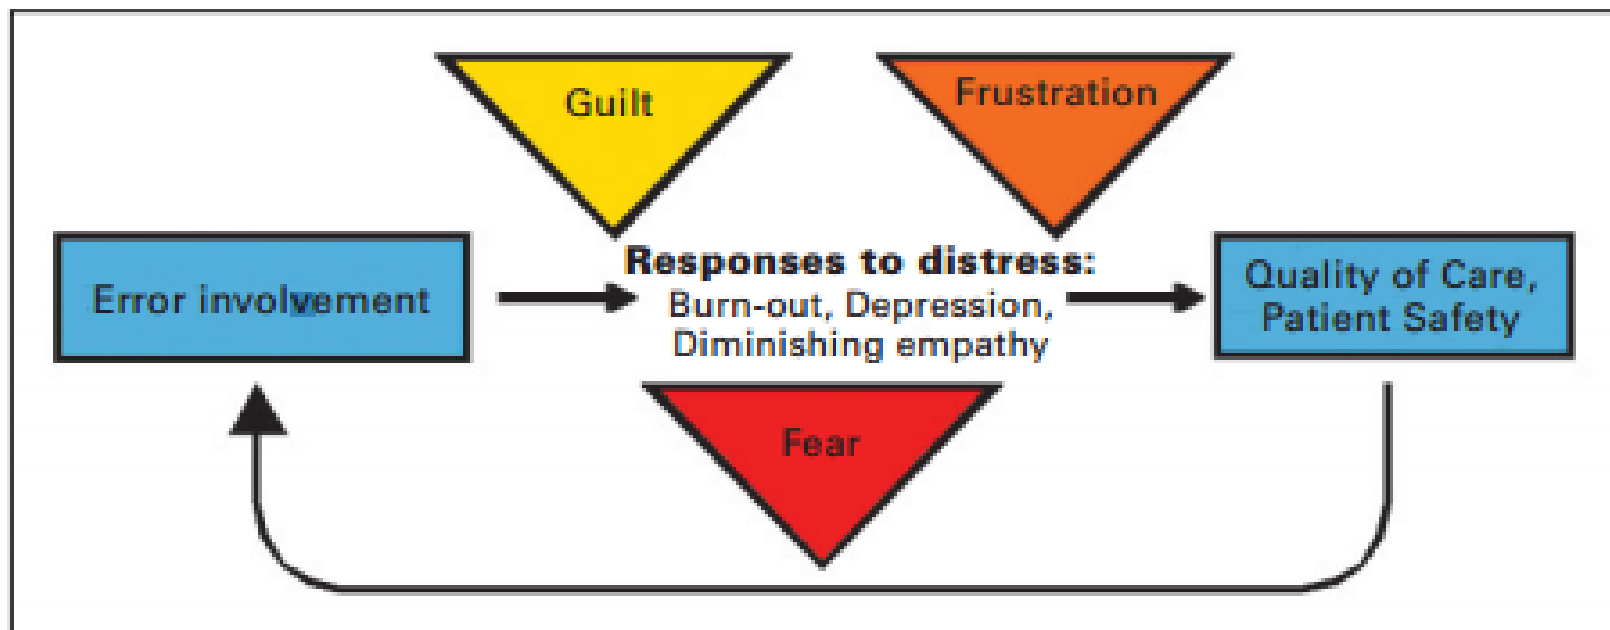 Guilt
Frustration
Error involvement
Responses to distress:
Burn-out, Depression,
Diminishing empathy
Quality of Care,
Patient Safety
Fear